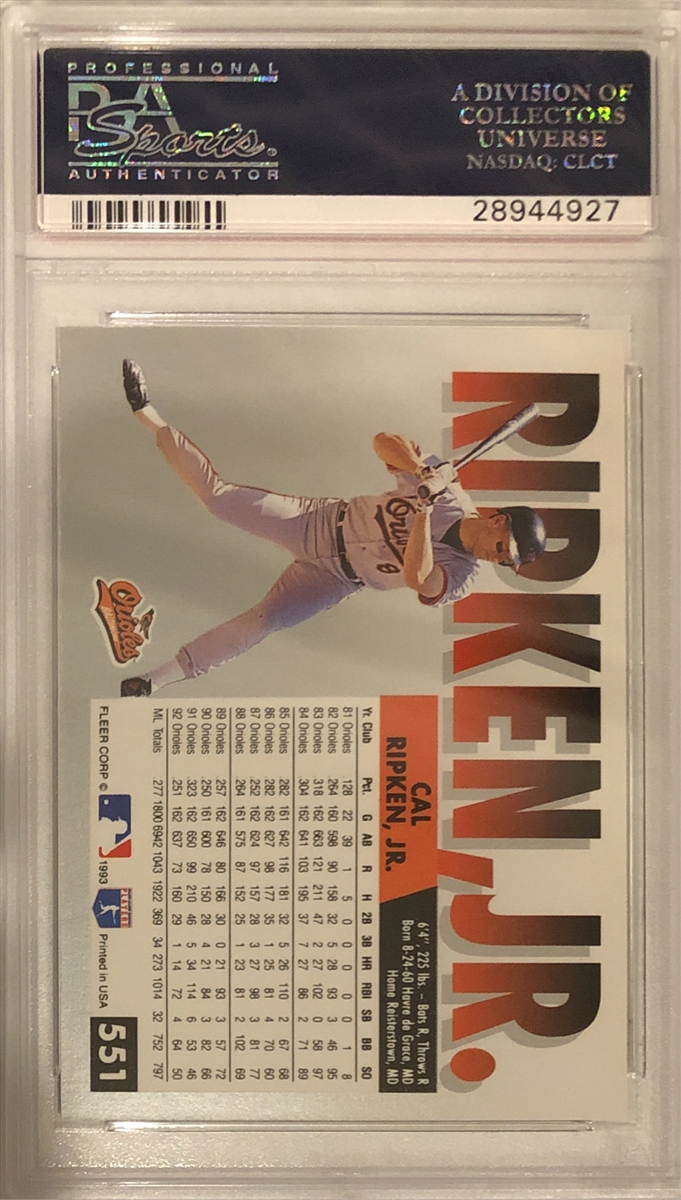 PROFESSIONAL
PSA
Sports.
AUTHENTICATOR
A DIVISION OF
COLLECTORS
UNIVERSE
NASDAQ: CLCT
28944927
RIPKEN, JR.
Orioles
8
Orioles
CAL
RIPKEN, JR.
6'4", 225 lbs. – Bats R, Throws R
Born 8-24-60 Havre de Grace, MD
Home Reisterstown, MD
Yr. Club Pct. G AB R H 2B 3B HR RBI SB BB SO
81 Orioles .128 22 39 1 5 0 0 0 0 0 1 8
82 Orioles .264 160 598 90 158 32 5 28 93 3 46 95
83 Orioles .318 162 663 121 211 47 2 27 102 0 58 97
84 Orioles .304 162 641 103 195 37 7 27 86 2 71 89
85 Orioles .282 161 642 116 181 32 5 26 110 2 67 68
86 Orioles .282 162 627 98 177 35 1 25 81 4 70 60
87 Orioles .252 162 624 97 157 28 3 27 98 3 81 77
88 Orioles .264 161 575 87 152 25 1 23 81 2 102 69
89 Orioles .257 162 646 80 166 30 0 21 93 3 57 72
90 Orioles .250 161 600 78 150 28 4 21 84 3 82 66
91 Orioles .323 162 650 99 210 46 5 34 114 6 53 46
92 Orioles .251 162 637 73 160 29 1 14 72 4 64 50
ML Totals .277 1800 6942 1043 1922 369 34 273 1014 32 752 797
FLEER CORP © 1993 PLAYERS Printed in USA
551